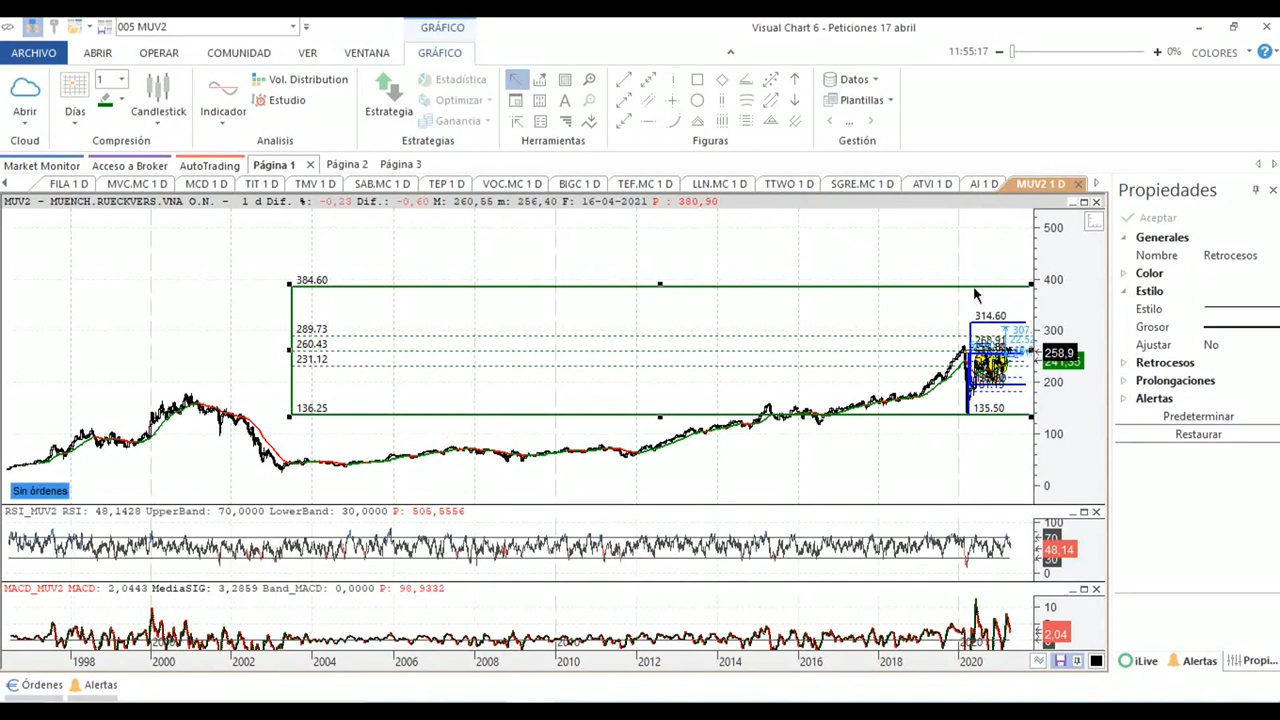 005 MUV2
GRÁFICO
Visual Chart 6 - Peticiones 17 abril
ARCHIVO ABRIR OPERAR COMUNIDAD VER VENTANA GRÁFICO
11:55:17 0% COLORES
1 Vol. Distribution Estadística Datos
Estudio Optimizar Plantillas
Abrir Días Candlestick Indicador Estrategia Ganancia ...
Cloud Compresión Analisis Estrategias Herramientas Figuras Gestión
Market Monitor Acceso a Broker AutoTrading Página 1 Página 2 Página 3
FILA 1 D MVC.MC 1 D MCD 1 D TIT 1 D TMV 1 D SAB.MC 1 D TEP 1 D VOC.MC 1 D BIGC 1 D TEF.MC 1 D LLN.MC 1 D TTWO 1 D SGRE.MC 1 D ATVI 1 D AI 1 D MUV2 1 D
MUV2 - MUENCH.RUECKVERS.VNA O.N. - 1 d Dif. %: -0,23 Dif.: -0,60 M: 260,55 m: 256,40 F: 16-04-2021 P : 380,90
500
384.60
400
314.60
289.73
300
260.43
258,9
231.12
200
136.25
135.50
100
0
Sin órdenes
RSI_MUV2 RSI: 48,1428 UpperBand: 70,0000 LowerBand: 30,0000 P: 505,5556
100
70
48,14
30
0
MACD_MUV2 MACD: 2,0443 MediaSIG: 3,2859 Band_MACD: 0,0000 P: 98,9332
10
2,04
1998 2000 2002 2004 2006 2008 2010 2012 2014 2016 2018 2020
Órdenes Alertas
Propiedades
Aceptar
Generales
Nombre Retrocesos
Color
Estilo
Estilo
Grosor
Ajustar No
Retrocesos
Prolongaciones
Alertas
Predeterminar
Restaurar
iLive Alertas Propi...